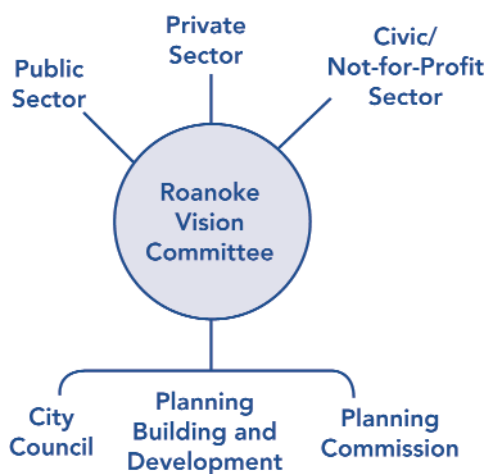 Public
Sector
Private
Sector
Civic/
Not-for-Profit
Sector
Roanoke
Vision
Committee
City
Council
Planning
Building and
Development
Planning
Commission